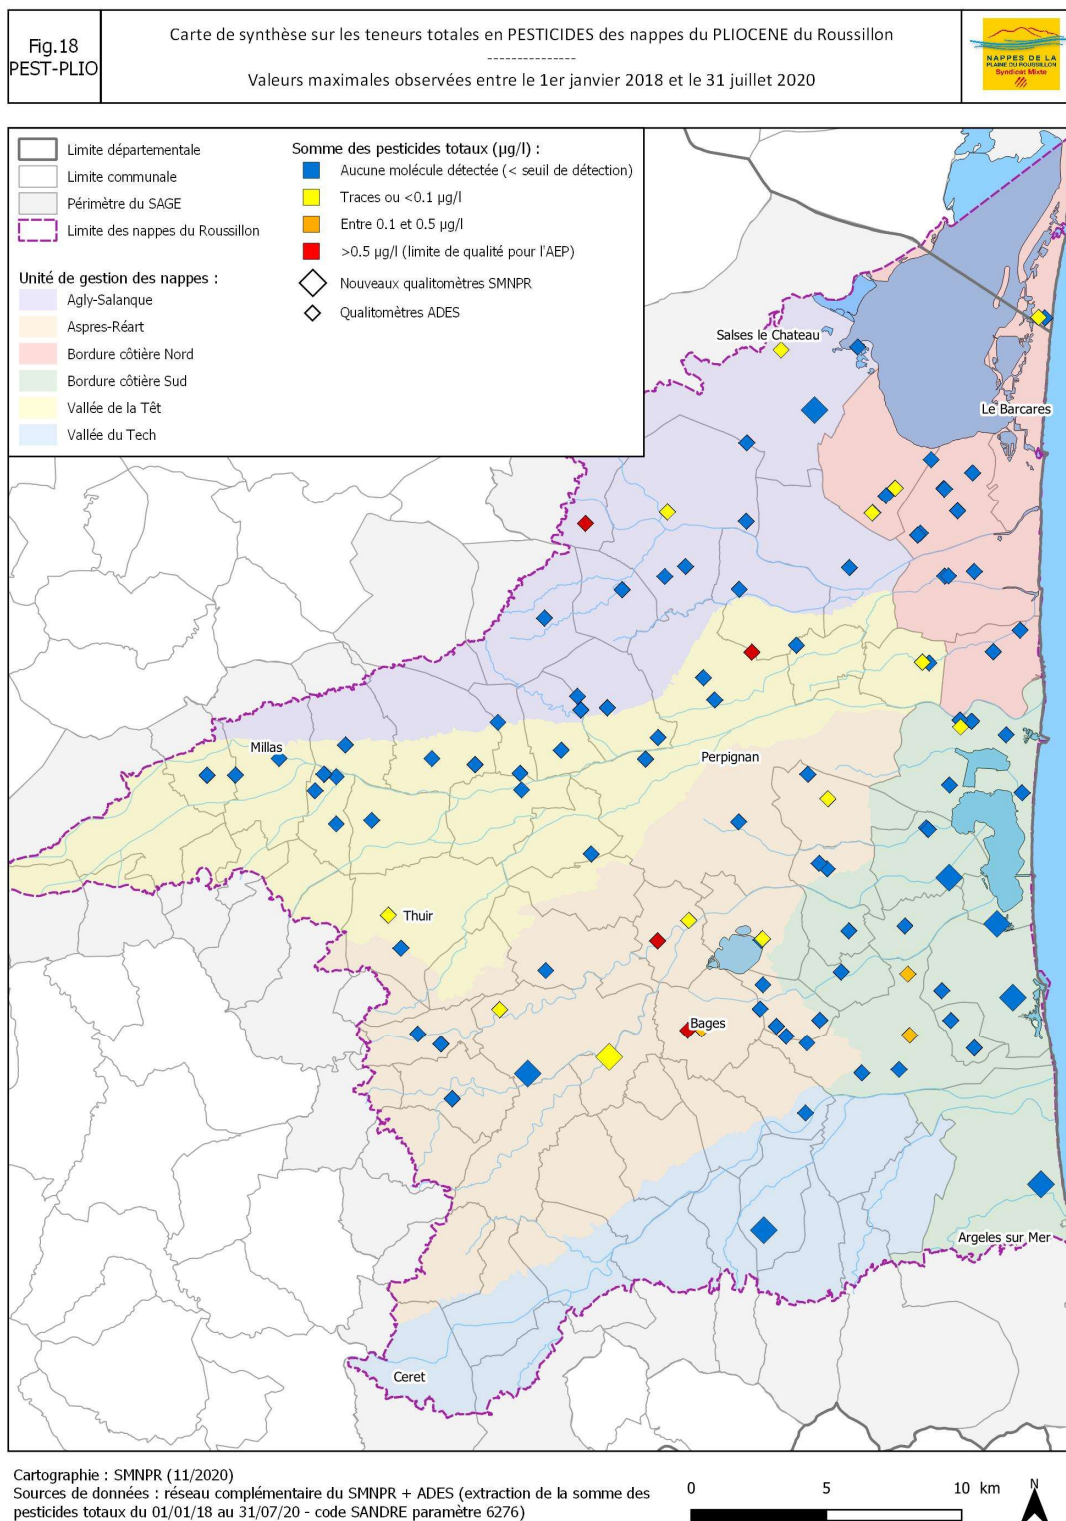 Fig.18
PEST-PLIO
Carte de synthèse sur les teneurs totales en PESTICIDES des nappes du PLIOCENE du Roussillon
---------------
Valeurs maximales observées entre le 1er janvier 2018 et le 31 juillet 2020
NAPPES DE LA
PLAINE DU ROUSSILLON
Syndicat Mixte
Limite départementale
Limite communale
Périmètre du SAGE
Limite des nappes du Roussillon
Unité de gestion des nappes :
Agly-Salanque
Aspres-Réart
Bordure côtière Nord
Bordure côtière Sud
Vallée de la Têt
Vallée du Tech
Somme des pesticides totaux (µg/l) :
Aucune molécule détectée (< seuil de détection)
Traces ou <0.1 µg/l
Entre 0.1 et 0.5 µg/l
>0.5 µg/l (limite de qualité pour l'AEP)
Nouveaux qualitomètres SMNPR
Qualitomètres ADES
Salses le Chateau
Le Barcares
Millas
Perpignan
Thuir
Bages
Argeles sur Mer
Ceret
Cartographie : SMNPR (11/2020)
Sources de données : réseau complémentaire du SMNPR + ADES (extraction de la somme des
pesticides totaux du 01/01/18 au 31/07/20 - code SANDRE paramètre 6276)
0 5 10 km
N